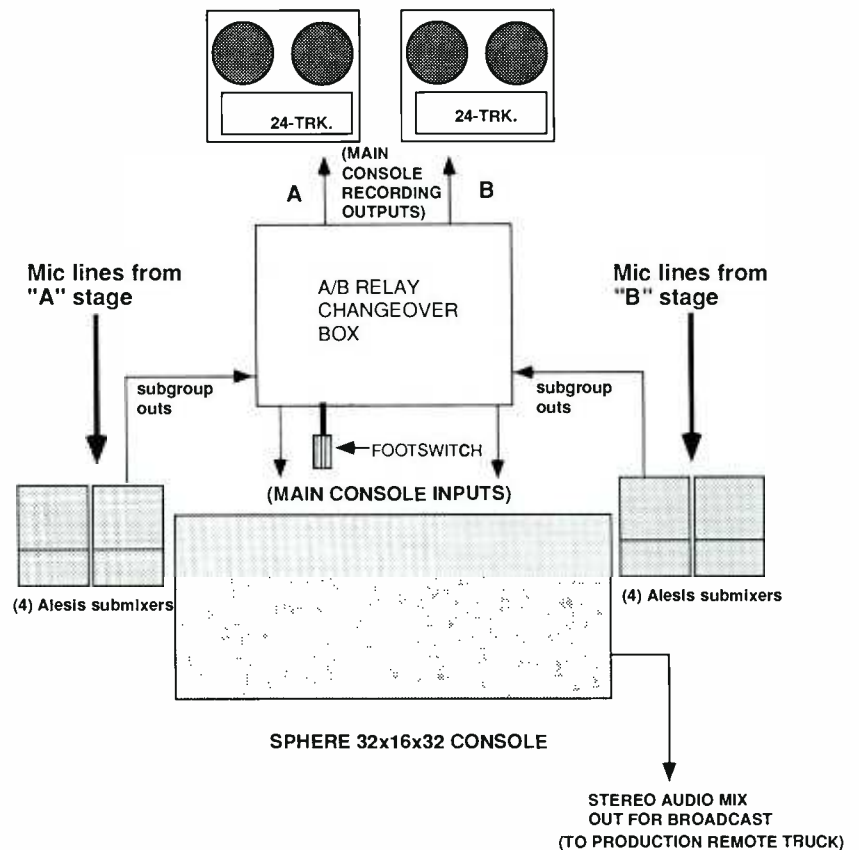 24-TRK.
24-TRK.
(MAIN
CONSOLE
RECORDING
OUTPUTS)
A
B
Mic lines from
"A" stage
A/B RELAY
CHANGEOVER
BOX
Mic lines from
"B" stage
subgroup
outs
subgroup
outs
FOOTSWITCH
(MAIN CONSOLE INPUTS)
(4) Alesis submixers
(4) Alesis submixers
SPHERE 32x16x32 CONSOLE
STEREO AUDIO MIX
OUT FOR BROADCAST
(TO PRODUCTION REMOTE TRUCK)